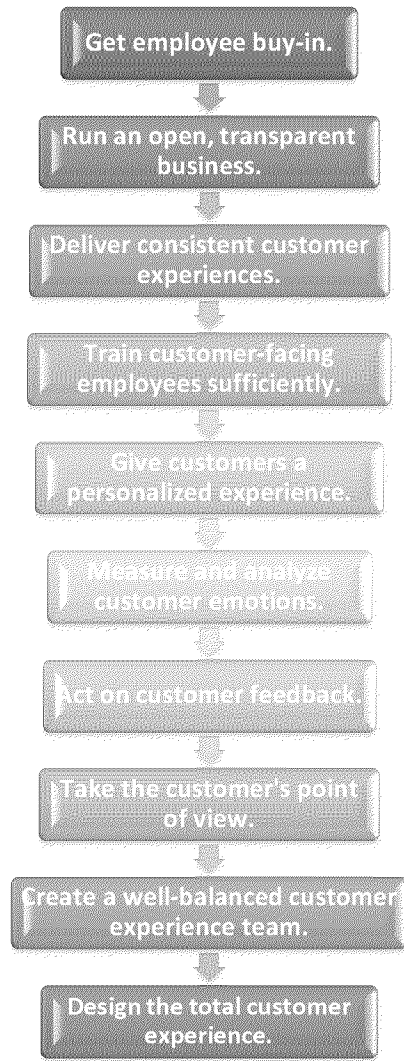 Get employee buy-in.
Run an open, transparent
business.
Deliver consistent customer
experiences.
Train customer-facing
employees sufficiently.
Give customers a
personalized experience.
Measure and analyze
customer emotions.
Act on customer feedback.
Take the customer's point
of view.
Create a well-balanced customer
experience team.
Design the total customer
experience.